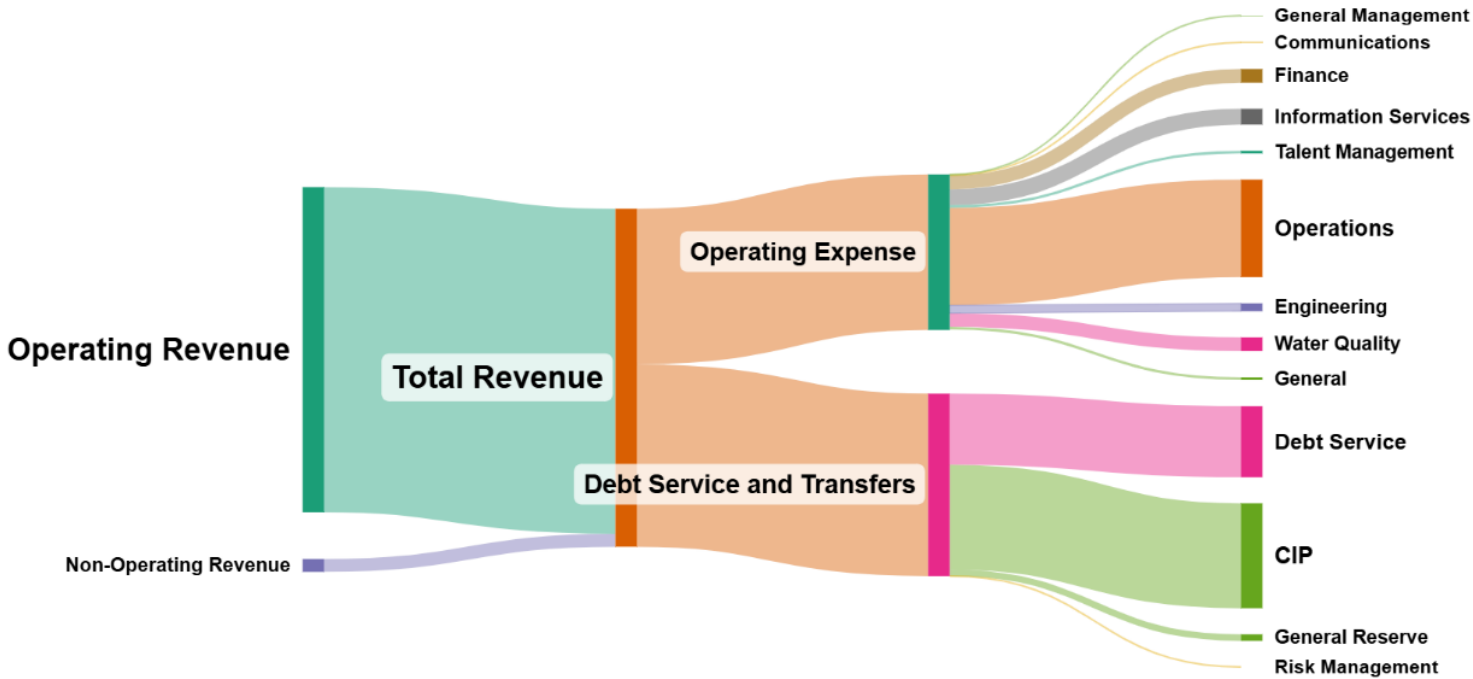 Operating Revenue
Non-Operating Revenue
Total Revenue
Operating Expense
Debt Service and Transfers
General Management
Communications
Finance
Information Services
Talent Management
Operations
Engineering
Water Quality
General
Debt Service
CIP
General Reserve
Risk Management